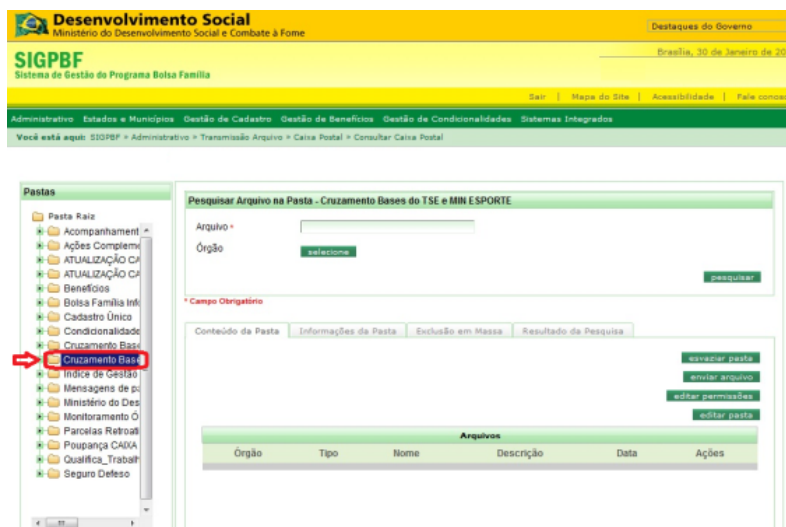 Desenvolvimento Social
Ministério do Desenvolvimento Social e Combate à Fome
Destaques do Governo
SIGPBF
Sistema de Gestão do Programa Bolsa Família
Brasília, 30 de Janeiro de 20
Sair | Mapa do Site | Acessibilidade | Fale conos
Administrativo Estados e Municípios Gestão de Cadastro Gestão de Benefícios Gestão de Condicionalidades Sistemas Integrados
Você está aqui: SIGPBF » Administrativo » Transmissão Arquivo » Caixa Postal » Consultar Caixa Postal
Pastas
Pasta Raiz
Acompanhament
Ações Compleme
ATUALIZAÇÃO CA
ATUALIZAÇÃO CA
Benefícios
Bolsa Família Info
Cadastro Único
Condicionalidade
Cruzamento Base
Cruzamento Base
Indice de Gestão
Mensagens de pa
Ministério do Des
Monitoramento Ó
Parcelas Retroati
Poupança CAIXA
Qualifica_Trabalh
Seguro Defeso
Pesquisar Arquivo na Pasta - Cruzamento Bases do TSE e MIN ESPORTE
Arquivo *
Órgão selecione
pesquisar
* Campo Obrigatório
Conteúdo da Pasta Informações da Pasta Exclusão em Massa Resultado da Pesquisa
esvaziar pasta
enviar arquivo
editar permissões
editar pasta
Arquivos
Órgão Tipo Nome Descrição Data Ações